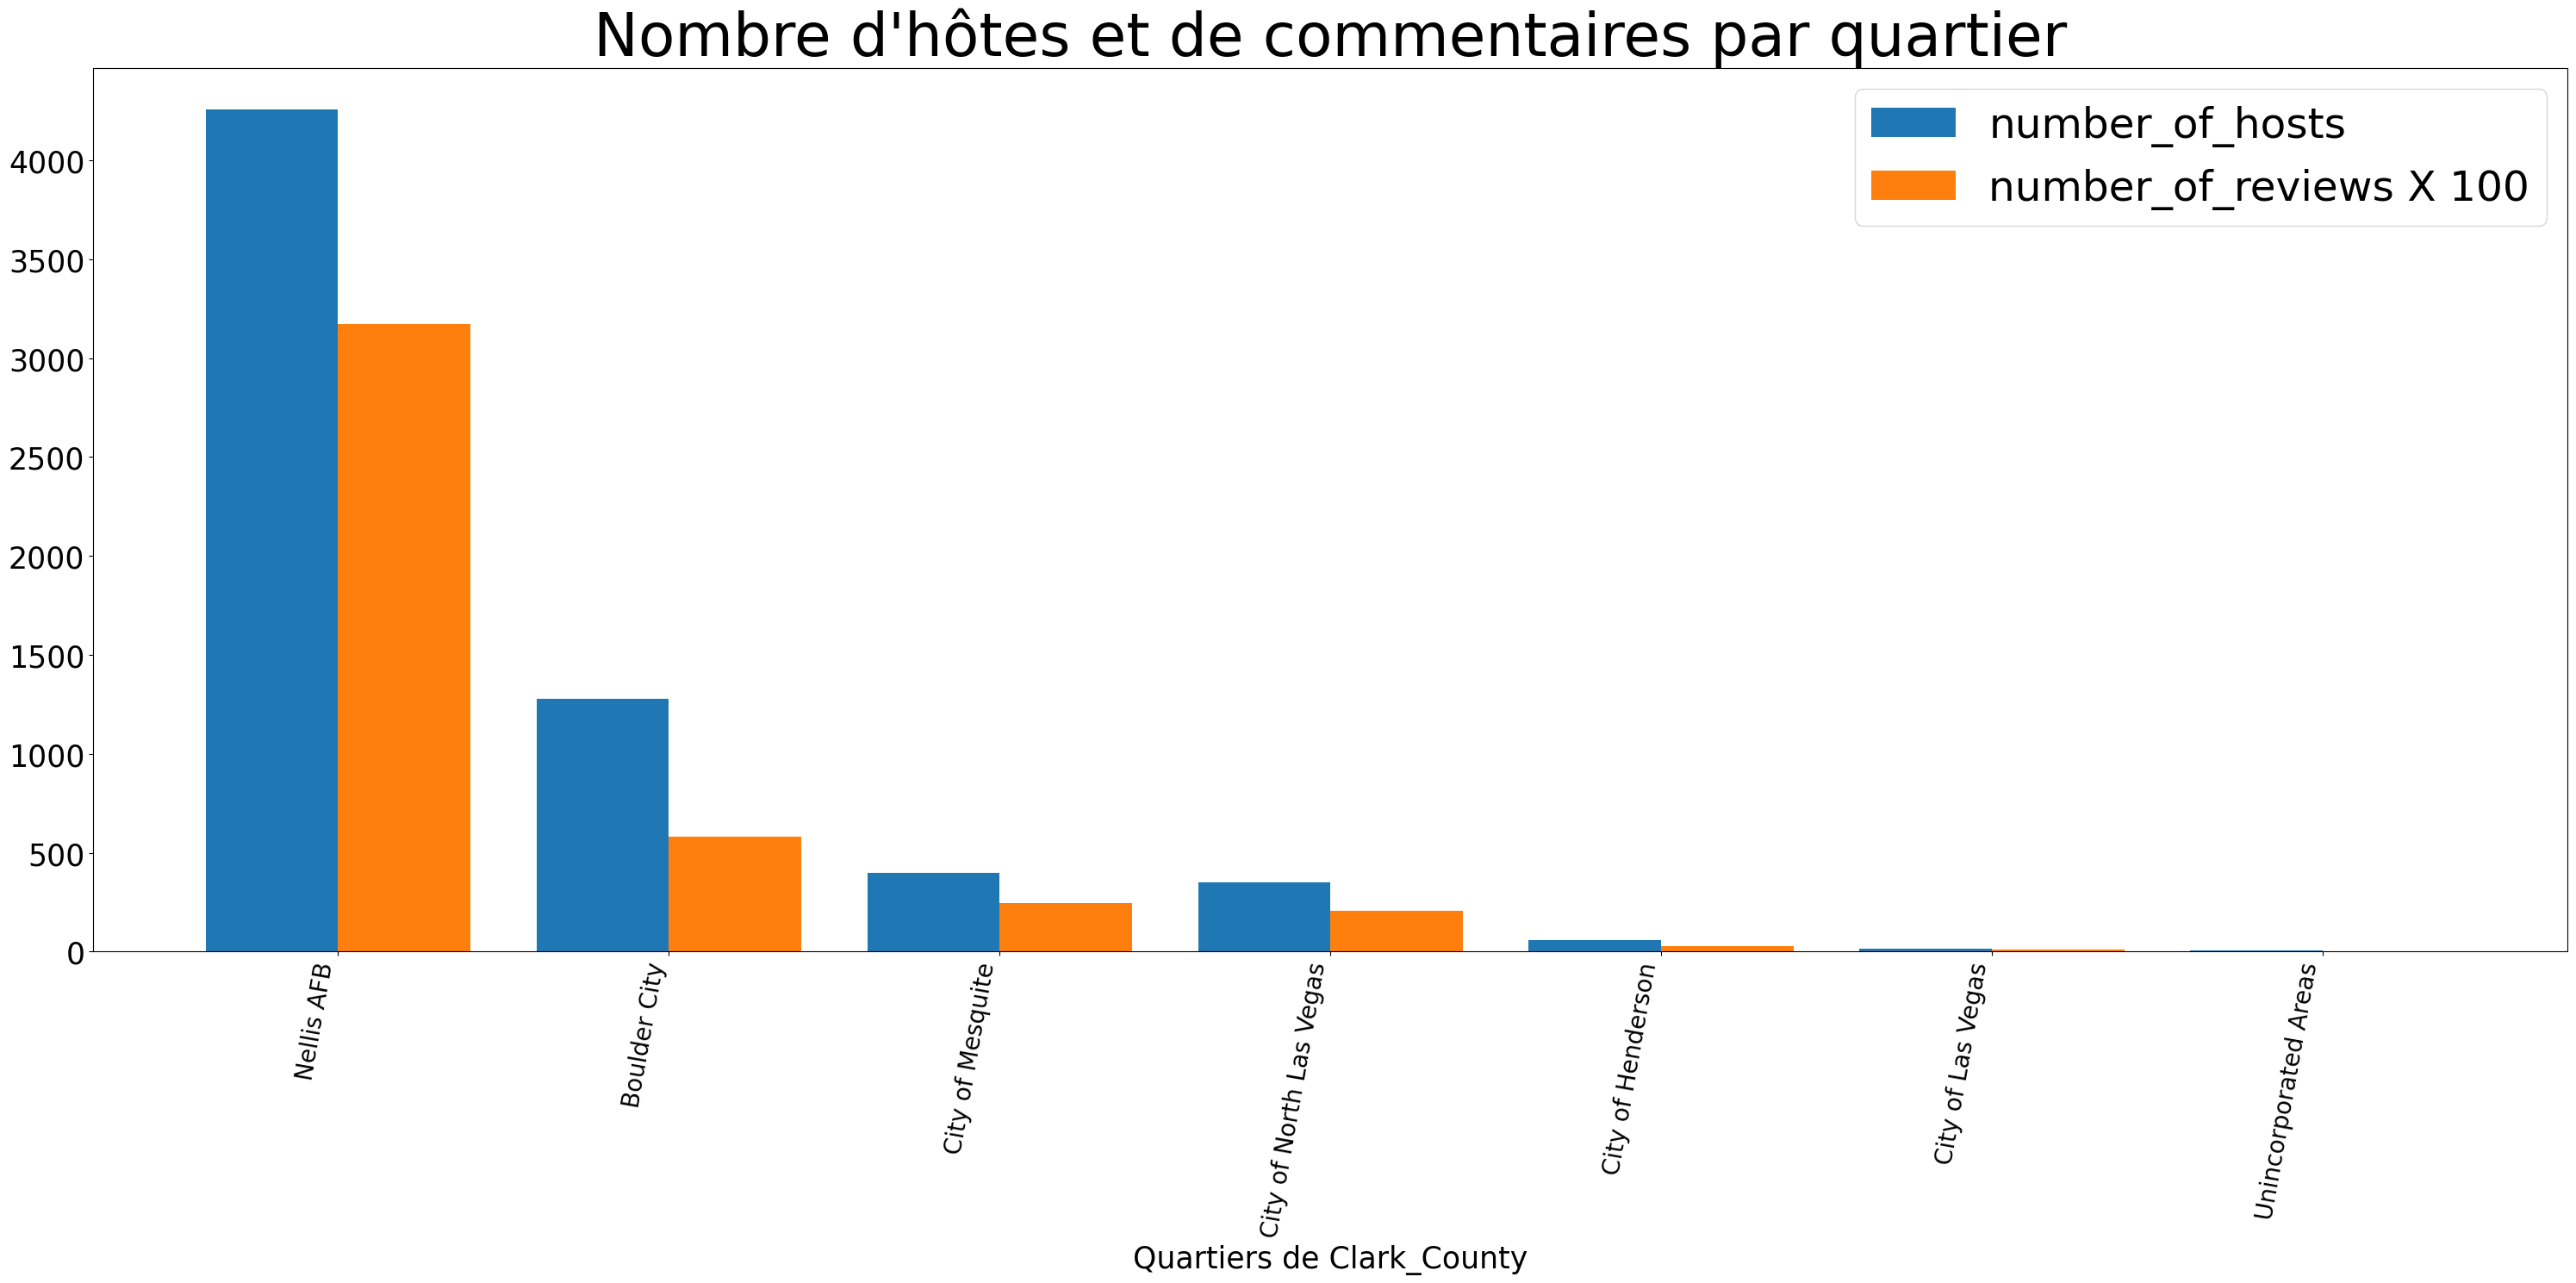 Nombre d'hôtes et de commentaires par quartier
number_of_hosts
number_of_reviews X 100
4000
3500
3000
2500
2000
1500
1000
500
0
Nellis AFB
Boulder City
City of Mesquite
City of North Las Vegas
City of Henderson
City of Las Vegas
Unincorporated Areas
Quartiers de Clark_County